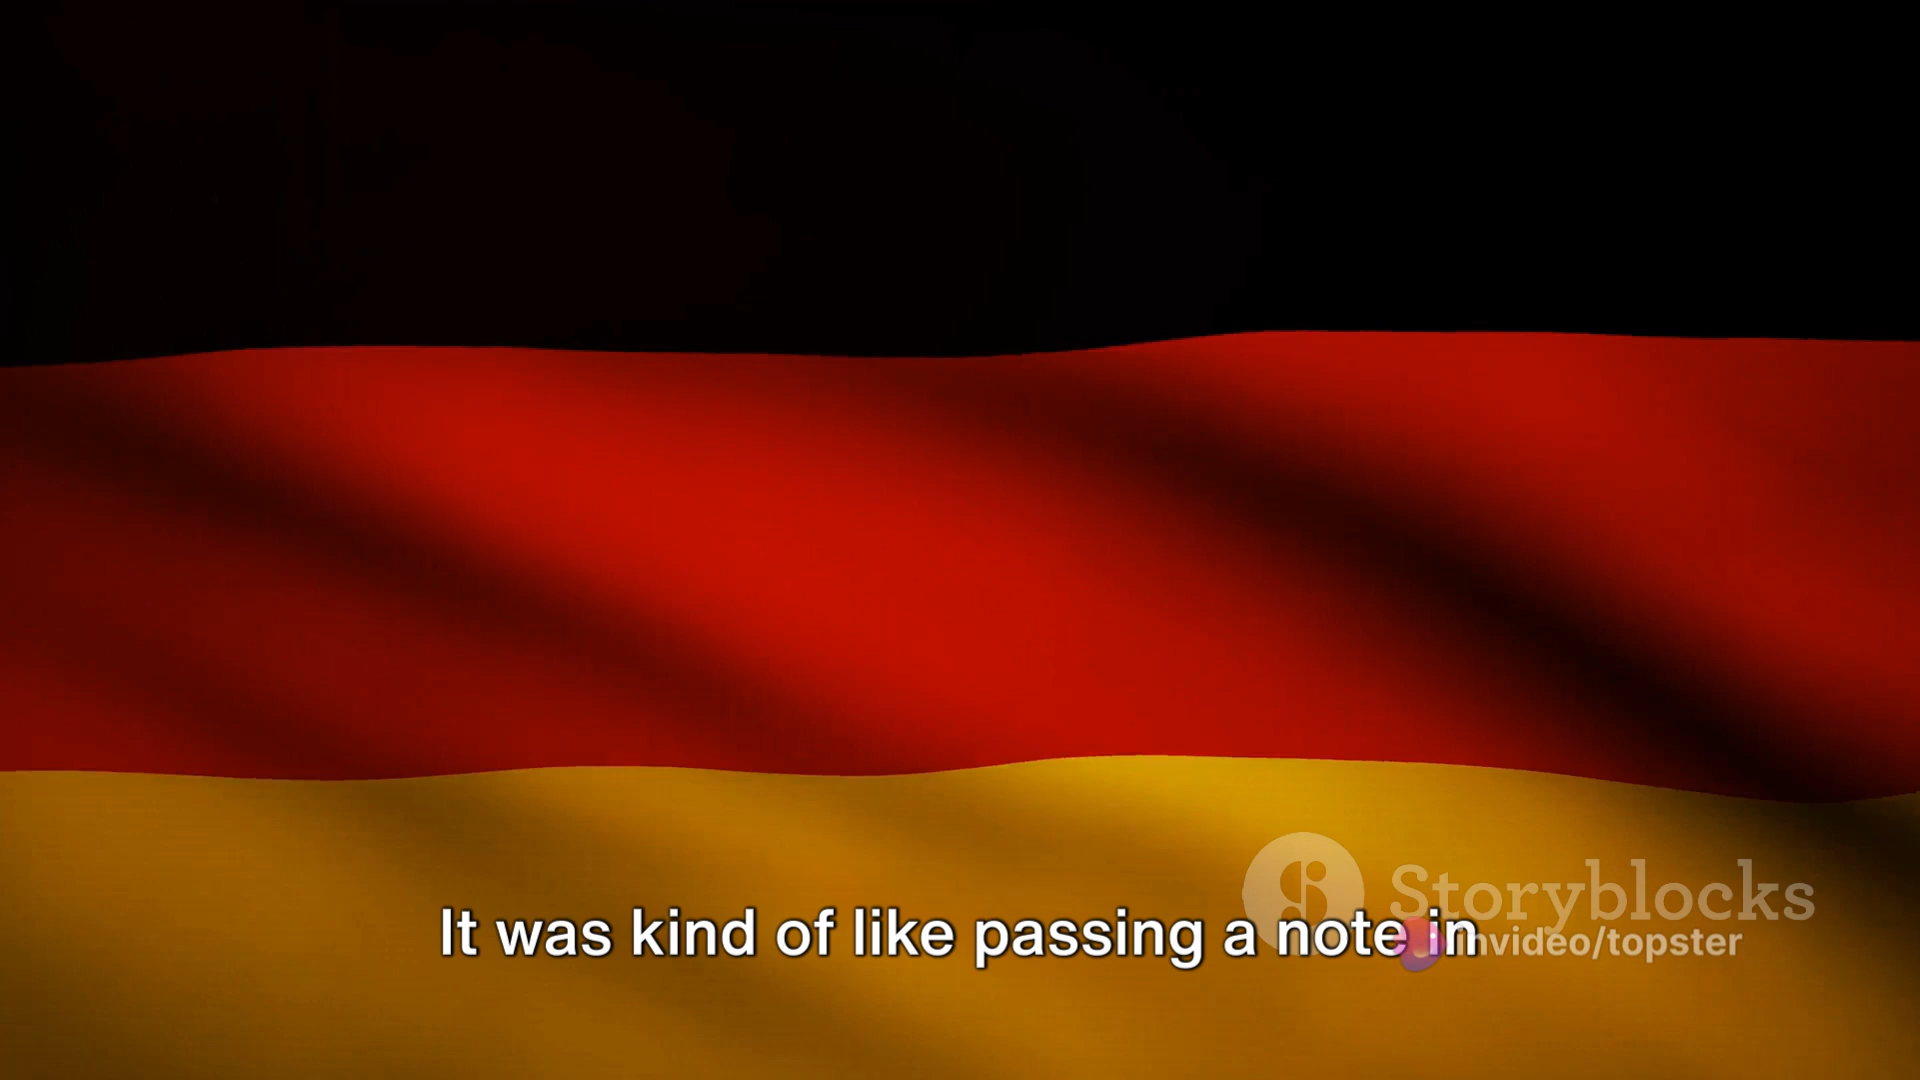 Storyblocks
It was kind of like passing a note in
invideo/topster